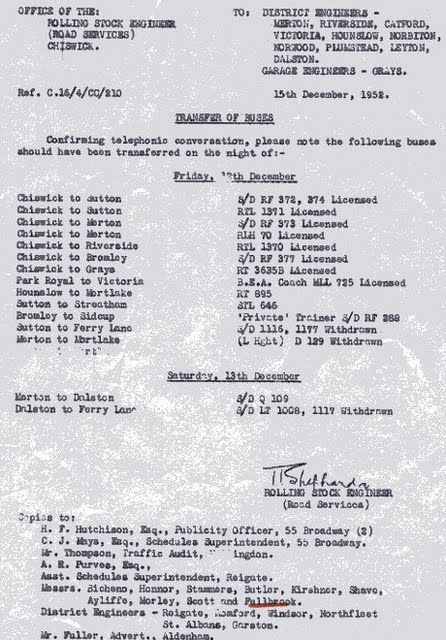 OFFICE OF THE:
ROLLING STOCK ENGINEER
(ROAD SERVICES)
CHISWICK.
TO: DISTRICT ENGINEERS -
MERTON, RIVERSIDE, CATFORD,
VICTORIA, HOUNSLOW, NORBITON,
NORWOOD, PLUMSTEAD, LEYTON,
DALSTON.
GARAGE ENGINEERS - GRAYS.
Ref. C.16/4/CC/210
15th December, 1952.
TRANSFER OF BUSES
Confirming telephonic conversation, please note the following buses
should have been transferred on the night of:-
Friday, 12th December
Chiswick to Sutton S/D RF 372, 374 Licensed
Chiswick to Sutton RTL 1371 Licensed
Chiswick to Merton S/D RF 373 Licensed
Chiswick to Merton RLH 70 Licensed
Chiswick to Riverside RTL 1370 Licensed
Chiswick to Bromley S/D RF 377 Licensed
Chiswick to Grays RT 3635B Licensed
Park Royal to Victoria B.E.A. Coach MLL 725 Licensed
Hounslow to Mortlake RT 895
Sutton to Streatham STL 646
Bromley to Sidcup 'Private' Trainer S/D RF 288
Sutton to Ferry Lane S/D 1116, 1177 Withdrawn
Merton to Mortlake (L Hght) D 129 Withdrawn
Saturday, 13th December
Merton to Dalston S/D Q 109
Dalston to Ferry Lane S/D LT 1008, 1117 Withdrawn
ROLLING STOCK ENGINEER
(Road Services)
Copies to:
H. F. Hutchison, Esq., Publicity Officer, 55 Broadway (2)
C. J. Mays, Esq., Schedules Superintendent, 55 Broadway.
Mr. Thompson, Traffic Audit,
A. R. Purves, Esq.,
Asst. Schedules Superintendent, Reigate.
Messrs. Bicheno, Honnor, Stammers, Butler, Kirshner, Shave,
Ayliffe, Morley, Scott and Fullbrook.
District Engineers - Reigate, Romford, Windsor, Northfleet
St. Albans, Garston.
Mr. Fuller, Advert., Aldenham.